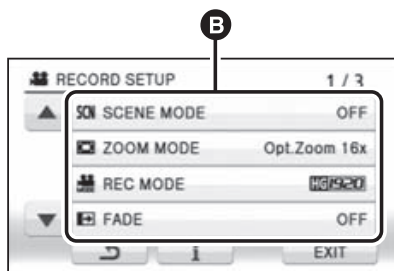 B
RECORD SETUP 1 / 3
SCN SCENE MODE OFF
ZOOM MODE Opt.Zoom 16x
REC MODE HG1920
FADE OFF
i EXIT